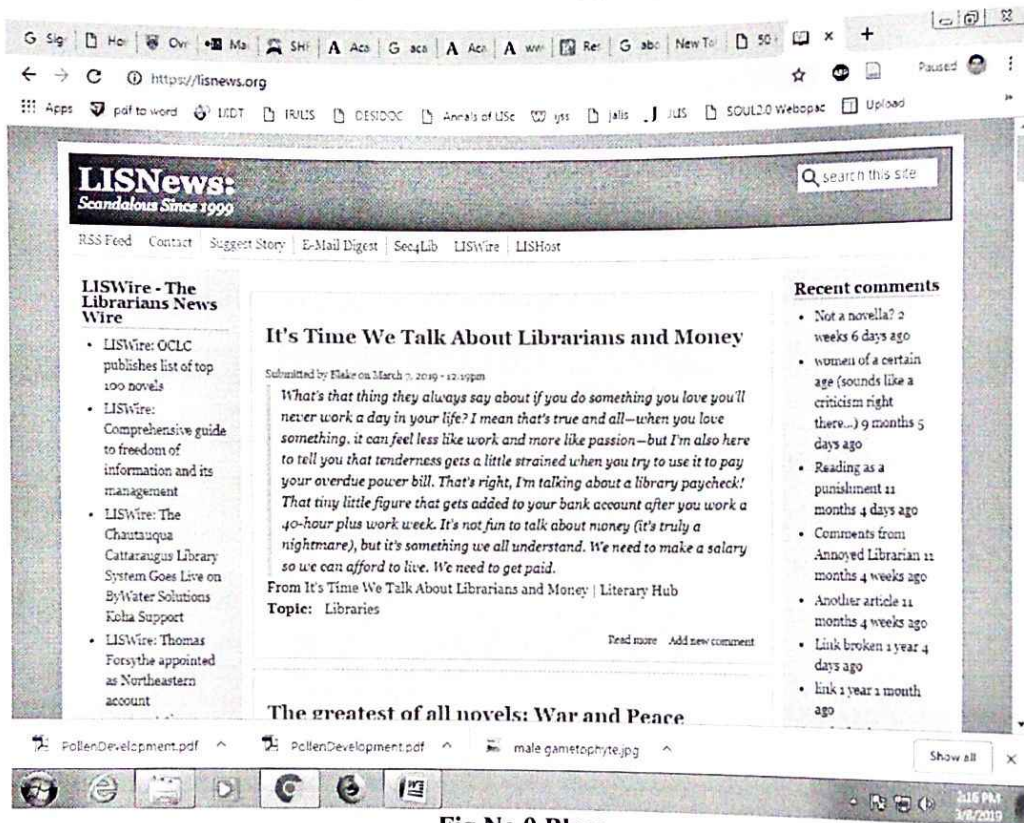 G Sig Hor Ovr Ma SHE A Aca G aca A Aca A ww Res G abc New Ta 50
https://lisnews.org
Paused
Apps pdf to word IJIDT IRJLIS DESIDOC Annals of LISc yss jalis JLIS SOUL2.0 Webopac Upload
LISNews:
Scandalous Since 1999
search this site
RSS Feed Contact Suggest Story E-Mail Digest Sec4Lib LISWire LISHost
LISWire - The
Librarians News
Wire
• LISWire: OCLC
publishes list of top
100 novels
• LISWire:
Comprehensive guide
to freedom of
information and its
management
• LISWire: The
Chautauqua
Cattaraugus Library
System Goes Live on
ByWater Solutions
Koha Support
• LISWire: Thomas
Forsythe appointed
as Northeastern
account
It's Time We Talk About Librarians and Money
Submitted by Blake on March 7, 2019 - 12:19pm
What's that thing they always say about if you do something you love you'll
never work a day in your life? I mean that's true and all—when you love
something, it can feel less like work and more like passion—but I'm also here
to tell you that tenderness gets a little strained when you try to use it to pay
your overdue power bill. That's right, I'm talking about a library paycheck!
That tiny little figure that gets added to your bank account after you work a
40-hour plus work week. It's not fun to talk about money (it's truly a
nightmare), but it's something we all understand. We need to make a salary
so we can afford to live. We need to get paid.
From It's Time We Talk About Librarians and Money | Literary Hub
Topic: Libraries
Read more Add new comment
The greatest of all novels: War and Peace
Recent comments
• Not a novella? 2
weeks 6 days ago
• women of a certain
age (sounds like a
criticism right
there...) 9 months 5
days ago
• Reading as a
punishment 11
months 4 days ago
• Comments from
Annoyed Librarian 11
months 4 weeks ago
• Another article 11
months 4 weeks ago
• Link broken 1 year 4
days ago
• link 1 year 1 month
ago
PollenDevelopment.pdf PollenDevelopment.pdf male gametophyte.jpg Show all
2:16 PM
3/8/2019
Fig No 9